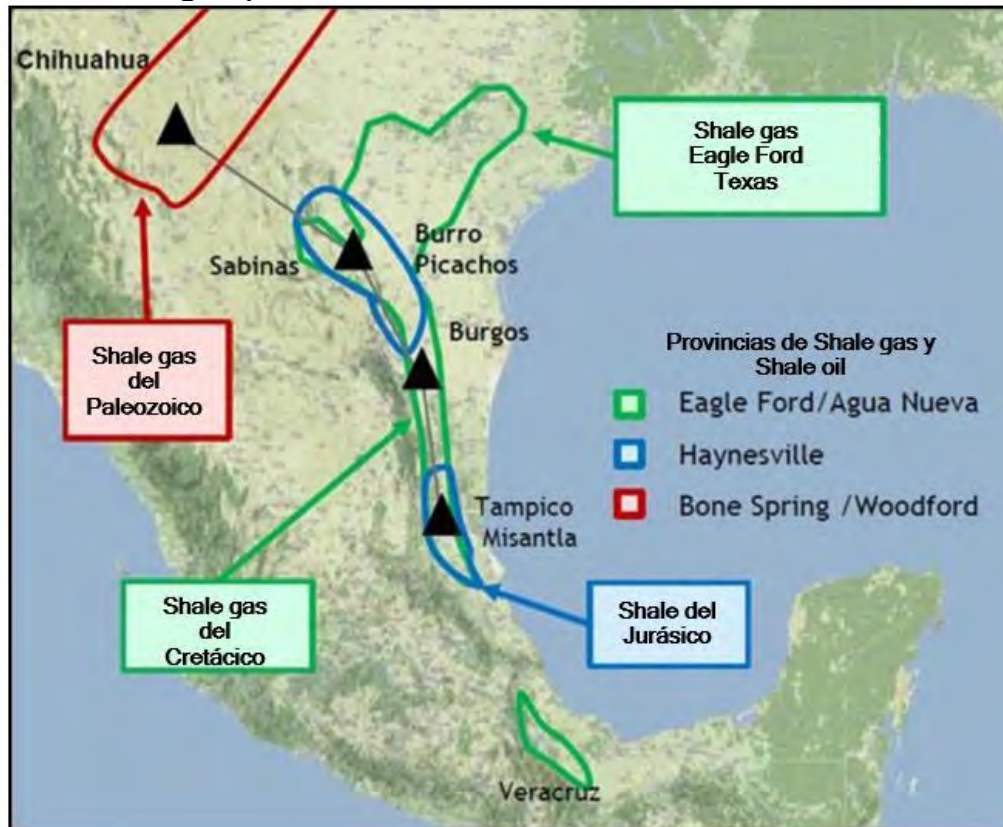 Chihuahua
Shale gas
Eagle Ford
Texas
Sabinas
Burro
Picachos
Burgos
Shale gas
del
Paleozoico
Provincias de Shale gas y
Shale oil
Eagle Ford/Agua Nueva
Haynesville
Bone Spring /Woodford
Tampico
Misantla
Shale gas
del
Cretácico
Shale del
Jurásico
Veracruz